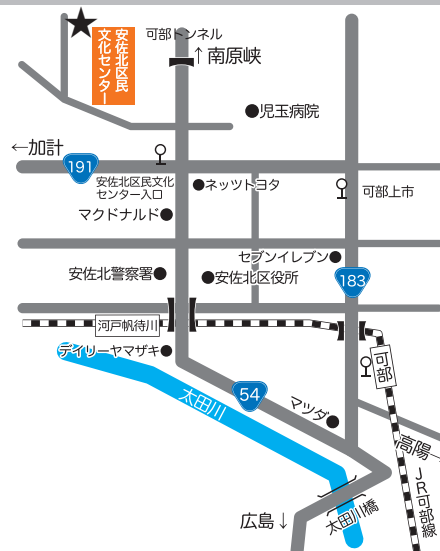 可部トンネル
安佐北区民
文化センター
↑南原峡
児玉病院
←加計
191
安佐北区民文化
センター入口
ネッツトヨタ
可部上市
マクドナルド
セブンイレブン
安佐北警察署
安佐北区役所
183
河戸帆待川
デイリーヤマザキ
可部
太田川
54
マツダ
高陽→
JR可部線
広島↓
太田川橋